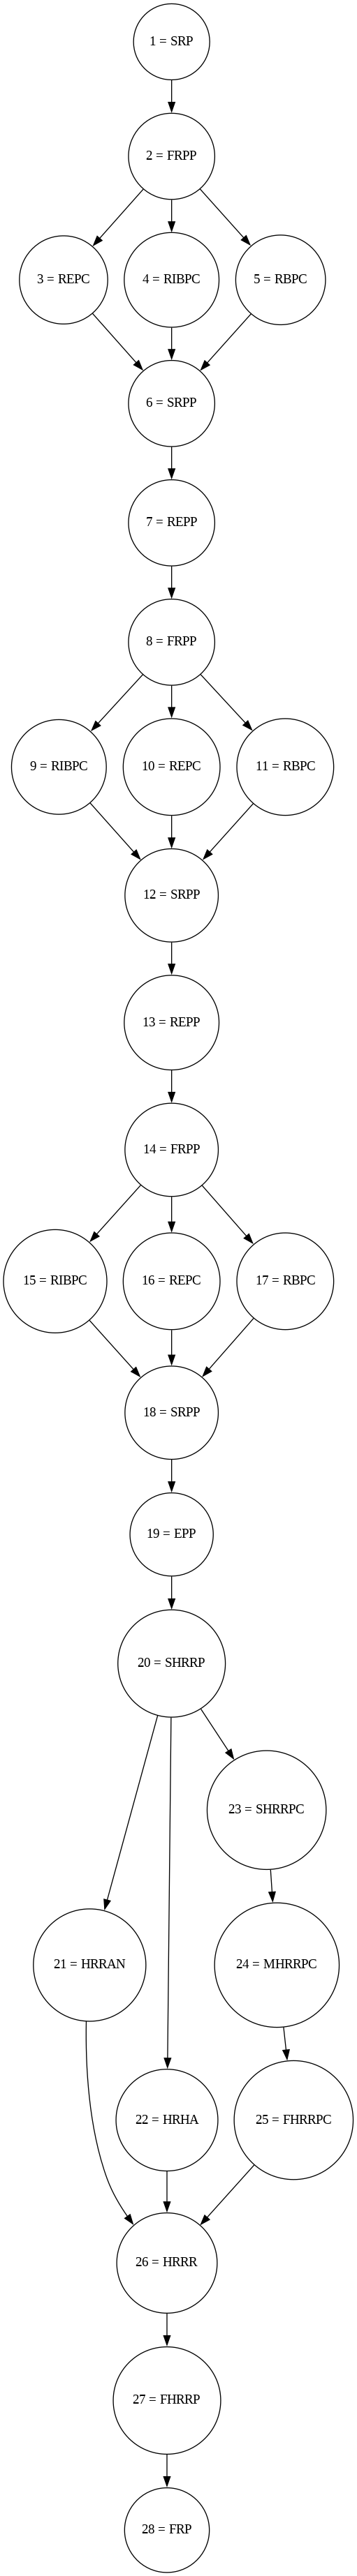 1 = SRP
2 = FRPP
3 = REPC
4 = RIBPC
5 = RBPC
6 = SRPP
7 = REPP
8 = FRPP
9 = RIBPC
10 = REPC
11 = RBPC
12 = SRPP
13 = REPP
14 = FRPP
15 = RIBPC
16 = REPC
17 = RBPC
18 = SRPP
19 = EPP
20 = SHRRP
23 = SHRRPC
21 = HRRAN
24 = MHRRPC
22 = HRHA
25 = FHRRPC
26 = HRRR
27 = FHRRP
28 = FRP